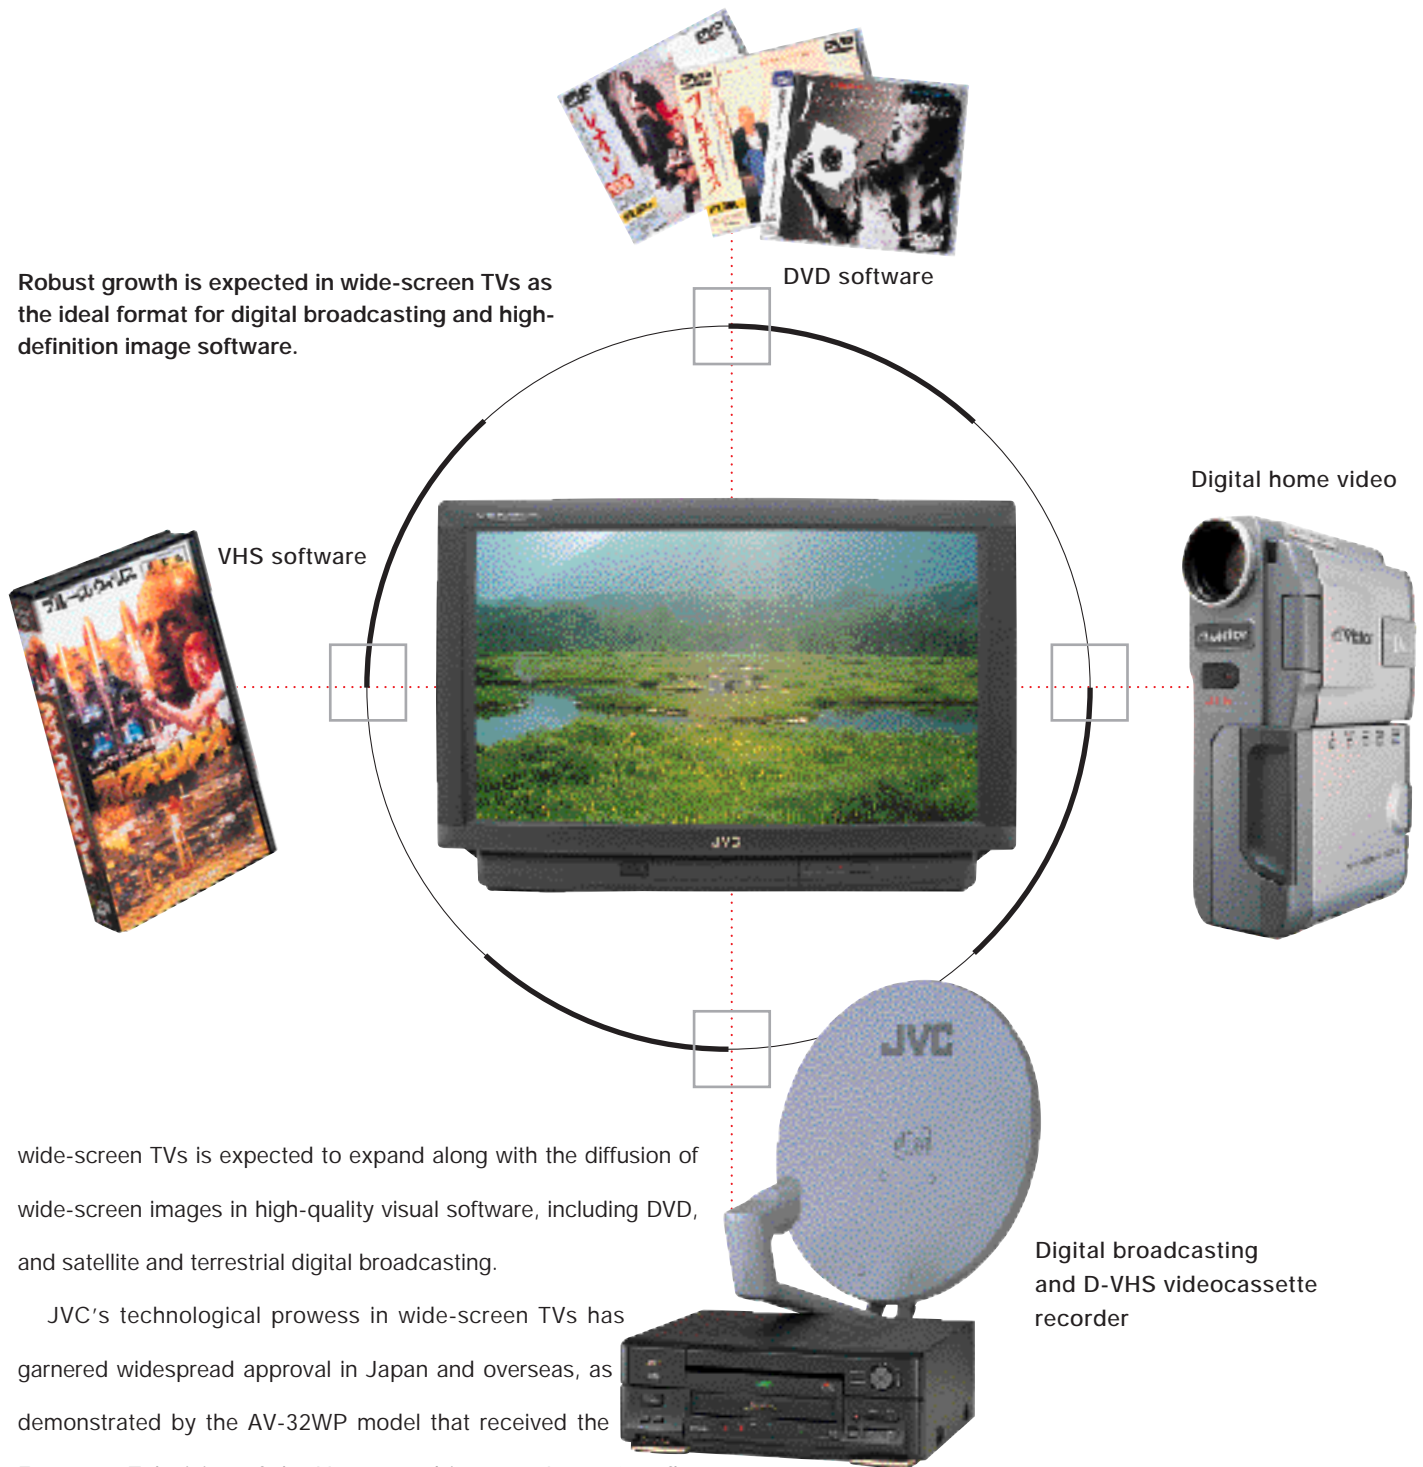 DVD software
Robust growth is expected in wide-screen TVs as
the ideal format for digital broadcasting and high-
definition image software.
Digital home video
VHS software
JVC
JVC
wide-screen TVs is expected to expand along with the diffusion of
wide-screen images in high-quality visual software, including DVD,
and satellite and terrestrial digital broadcasting.
Digital broadcasting
and D-VHS videocassette
recorder
JVC's technological prowess in wide-screen TVs has
garnered widespread approval in Japan and overseas, as
demonstrated by the AV-32WP model that received the